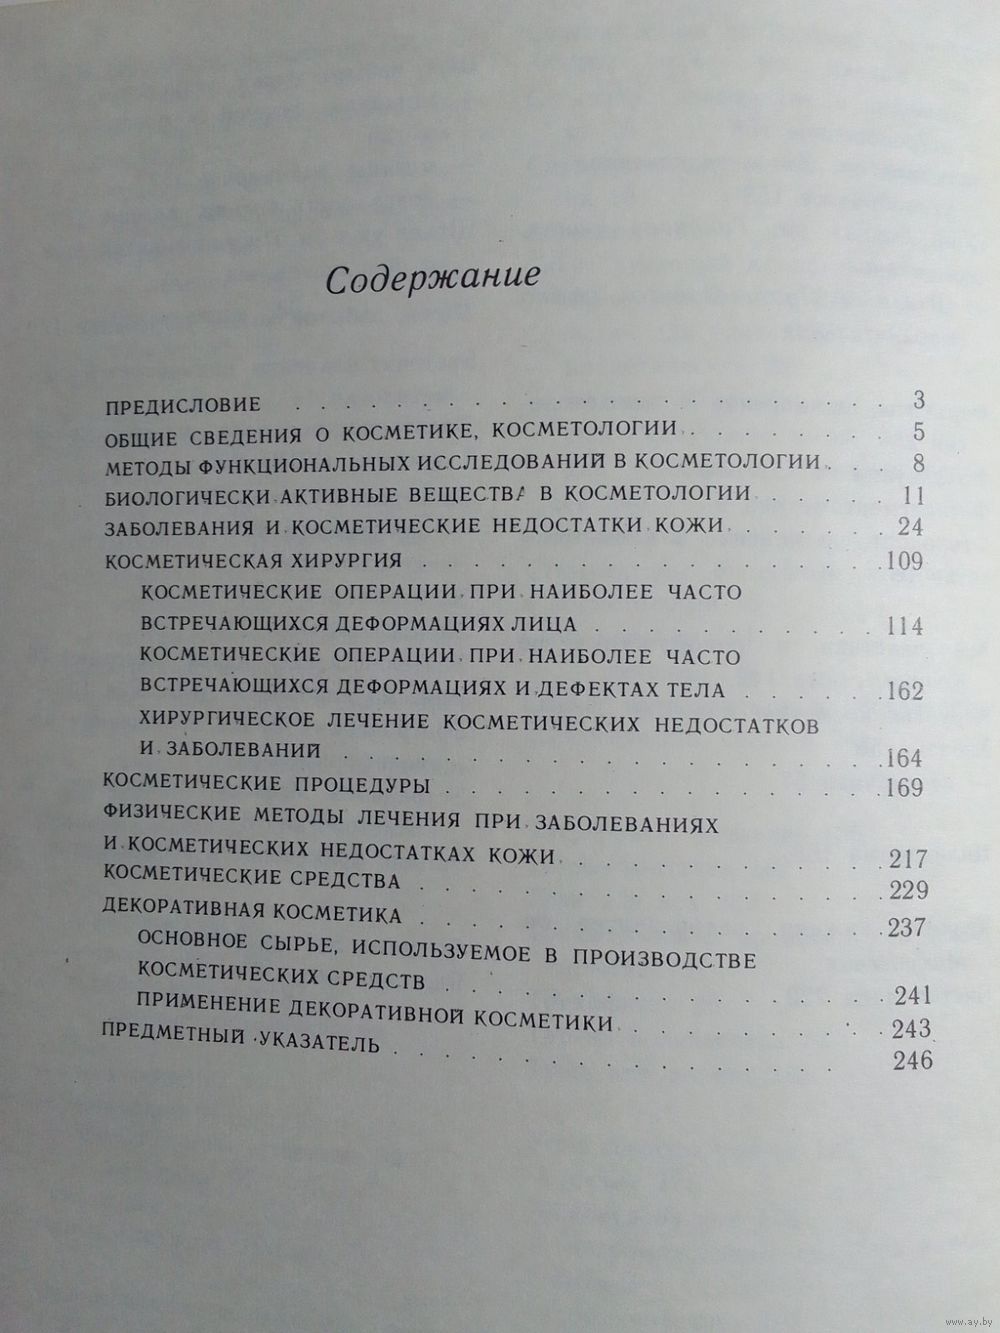 Содержание
ПРЕДИСЛОВИЕ . . . . . . . . . . . . . . . . . . . . . . 3
ОБЩИЕ СВЕДЕНИЯ О КОСМЕТИКЕ, КОСМЕТОЛОГИИ . . . . . . . . 5
МЕТОДЫ ФУНКЦИОНАЛЬНЫХ ИССЛЕДОВАНИЙ В КОСМЕТОЛОГИИ . . . 8
БИОЛОГИЧЕСКИ АКТИВНЫЕ ВЕЩЕСТВА В КОСМЕТОЛОГИИ . . . . . 11
ЗАБОЛЕВАНИЯ И КОСМЕТИЧЕСКИЕ НЕДОСТАТКИ КОЖИ . . . . . . 24
КОСМЕТИЧЕСКАЯ ХИРУРГИЯ . . . . . . . . . . . . . . . . . . 109
КОСМЕТИЧЕСКИЕ ОПЕРАЦИИ ПРИ НАИБОЛЕЕ ЧАСТО
ВСТРЕЧАЮЩИХСЯ ДЕФОРМАЦИЯХ ЛИЦА . . . . . . . . . . . 114
КОСМЕТИЧЕСКИЕ ОПЕРАЦИИ ПРИ НАИБОЛЕЕ ЧАСТО
ВСТРЕЧАЮЩИХСЯ ДЕФОРМАЦИЯХ И ДЕФЕКТАХ ТЕЛА . . . . . . 162
ХИРУРГИЧЕСКОЕ ЛЕЧЕНИЕ КОСМЕТИЧЕСКИХ НЕДОСТАТКОВ
И ЗАБОЛЕВАНИЙ . . . . . . . . . . . . . . . . . . . . 164
КОСМЕТИЧЕСКИЕ ПРОЦЕДУРЫ . . . . . . . . . . . . . . . . . 169
ФИЗИЧЕСКИЕ МЕТОДЫ ЛЕЧЕНИЯ ПРИ ЗАБОЛЕВАНИЯХ
И КОСМЕТИЧЕСКИХ НЕДОСТАТКАХ КОЖИ . . . . . . . . . . . . 217
КОСМЕТИЧЕСКИЕ СРЕДСТВА . . . . . . . . . . . . . . . . . . 229
ДЕКОРАТИВНАЯ КОСМЕТИКА . . . . . . . . . . . . . . . . . . 237
ОСНОВНОЕ СЫРЬЕ, ИСПОЛЬЗУЕМОЕ В ПРОИЗВОДСТВЕ
КОСМЕТИЧЕСКИХ СРЕДСТВ . . . . . . . . . . . . . . . . . 241
ПРИМЕНЕНИЕ ДЕКОРАТИВНОЙ КОСМЕТИКИ . . . . . . . . . . 243
ПРЕДМЕТНЫЙ УКАЗАТЕЛЬ . . . . . . . . . . . . . . . . . 246
www.ay.by